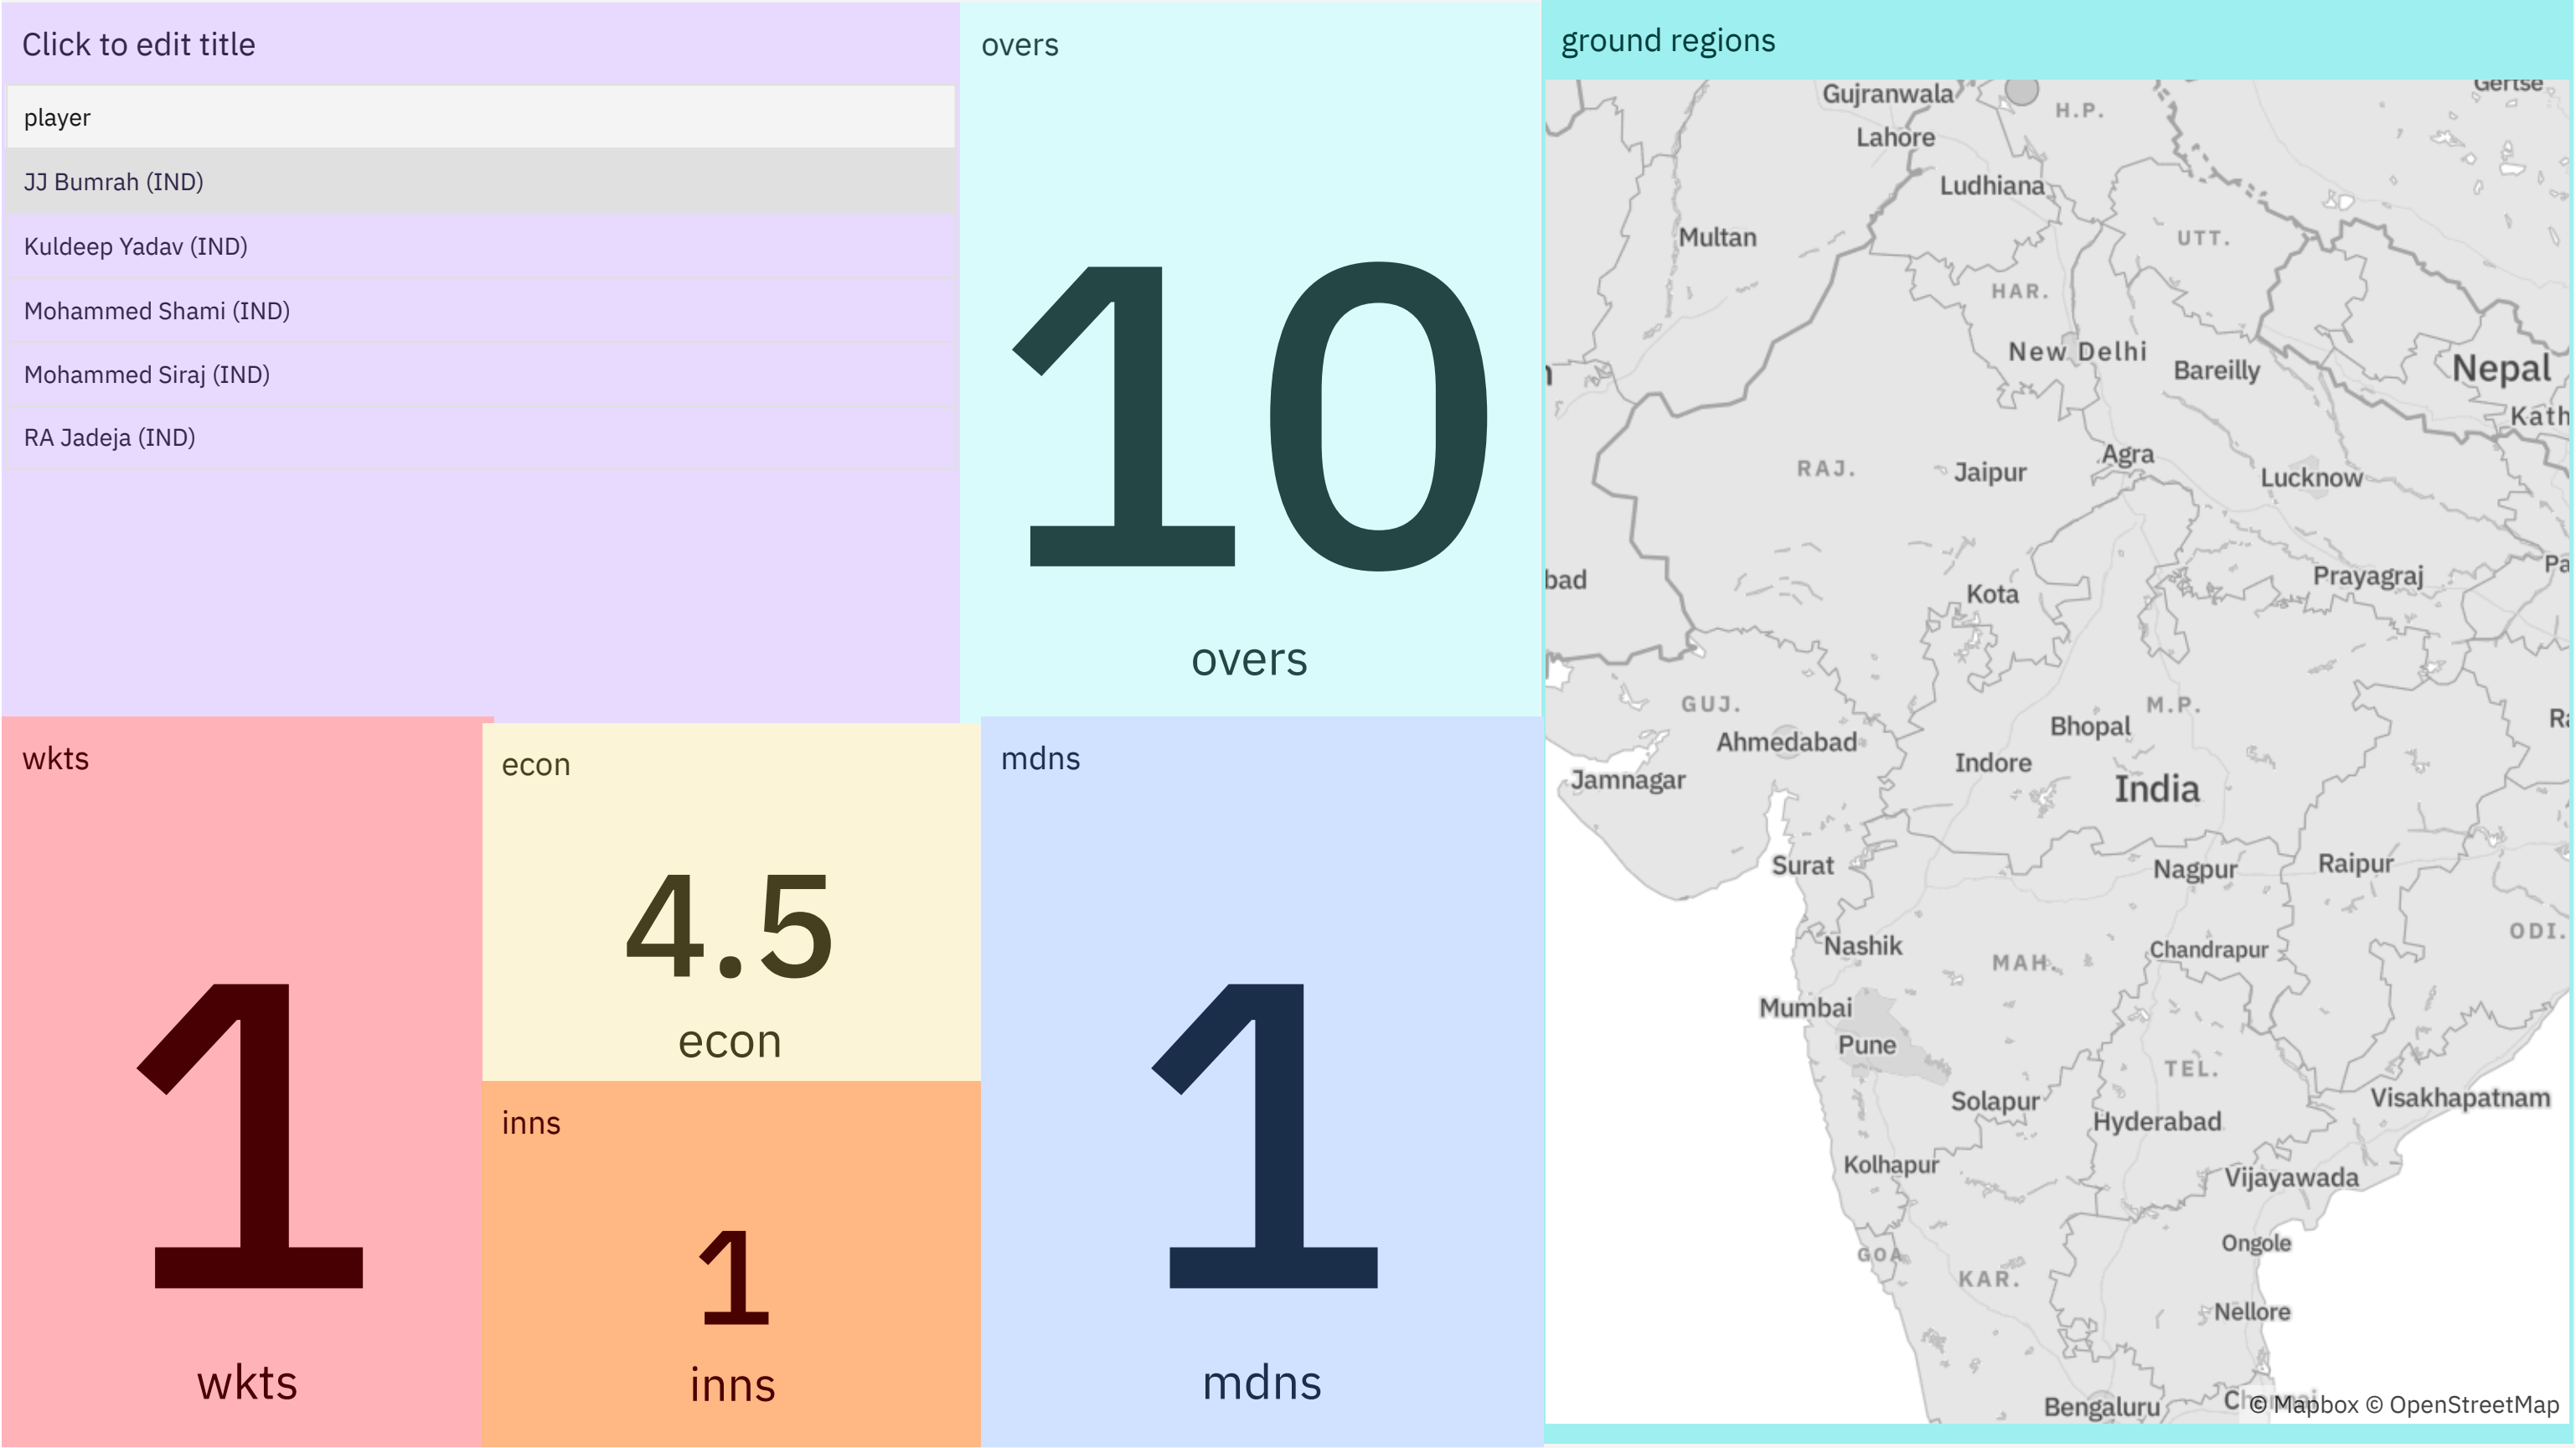 Click to edit title
player
JJ Bumrah (IND)
Kuldeep Yadav (IND)
Mohammed Shami (IND)
Mohammed Siraj (IND)
RA Jadeja (IND)
overs
10
overs
wkts
1
wkts
econ
4.5
econ
inns
1
inns
mdns
1
mdns
ground regions
Gertse
Gujranwala
H.P.
Lahore
Ludhiana
Multan
UTT.
HAR.
New Delhi
Bareilly
Nepal
Kath
Agra
RAJ.
Jaipur
Lucknow
bad
Prayagraj
Pa
Kota
GUJ.
M.P.
Ra
Bhopal
Ahmedabad
Indore
Jamnagar
India
Surat
Nagpur
Raipur
ODI.
Nashik
MAH.
Chandrapur
Mumbai
Pune
TEL.
Solapur
Visakhapatnam
Hyderabad
Kolhapur
Vijayawada
Ongole
GOA
KAR.
Nellore
Bengaluru
Chennai
© Mapbox © OpenStreetMap